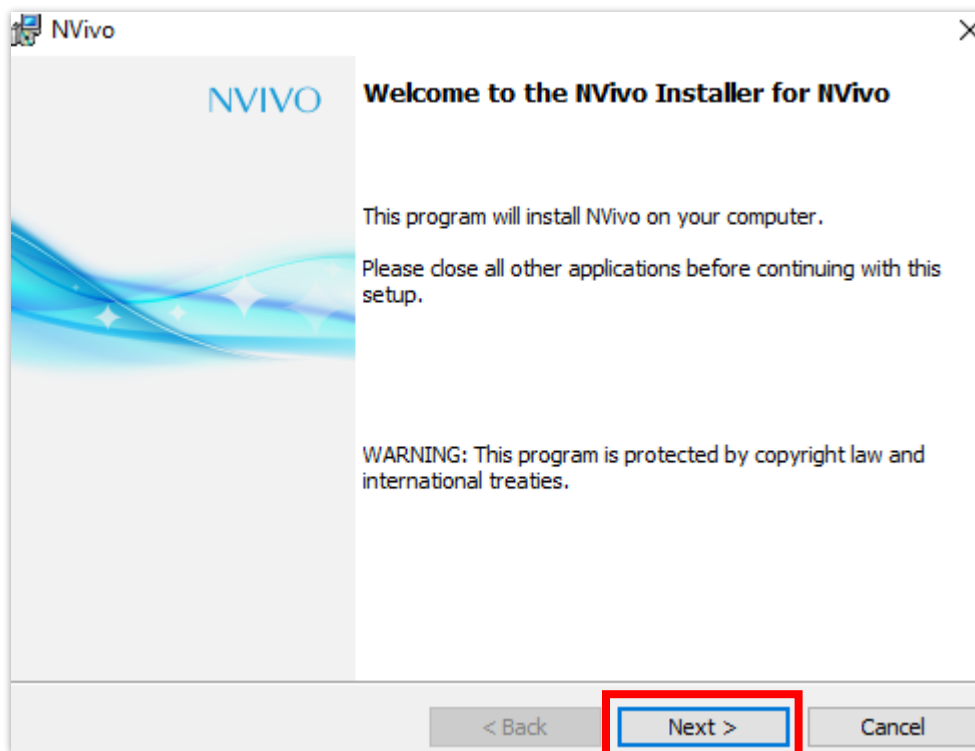 NVivo
NVIVO
Welcome to the NVivo Installer for NVivo
This program will install NVivo on your computer.
Please close all other applications before continuing with this
setup.
WARNING: This program is protected by copyright law and
international treaties.
< Back
Next >
Cancel